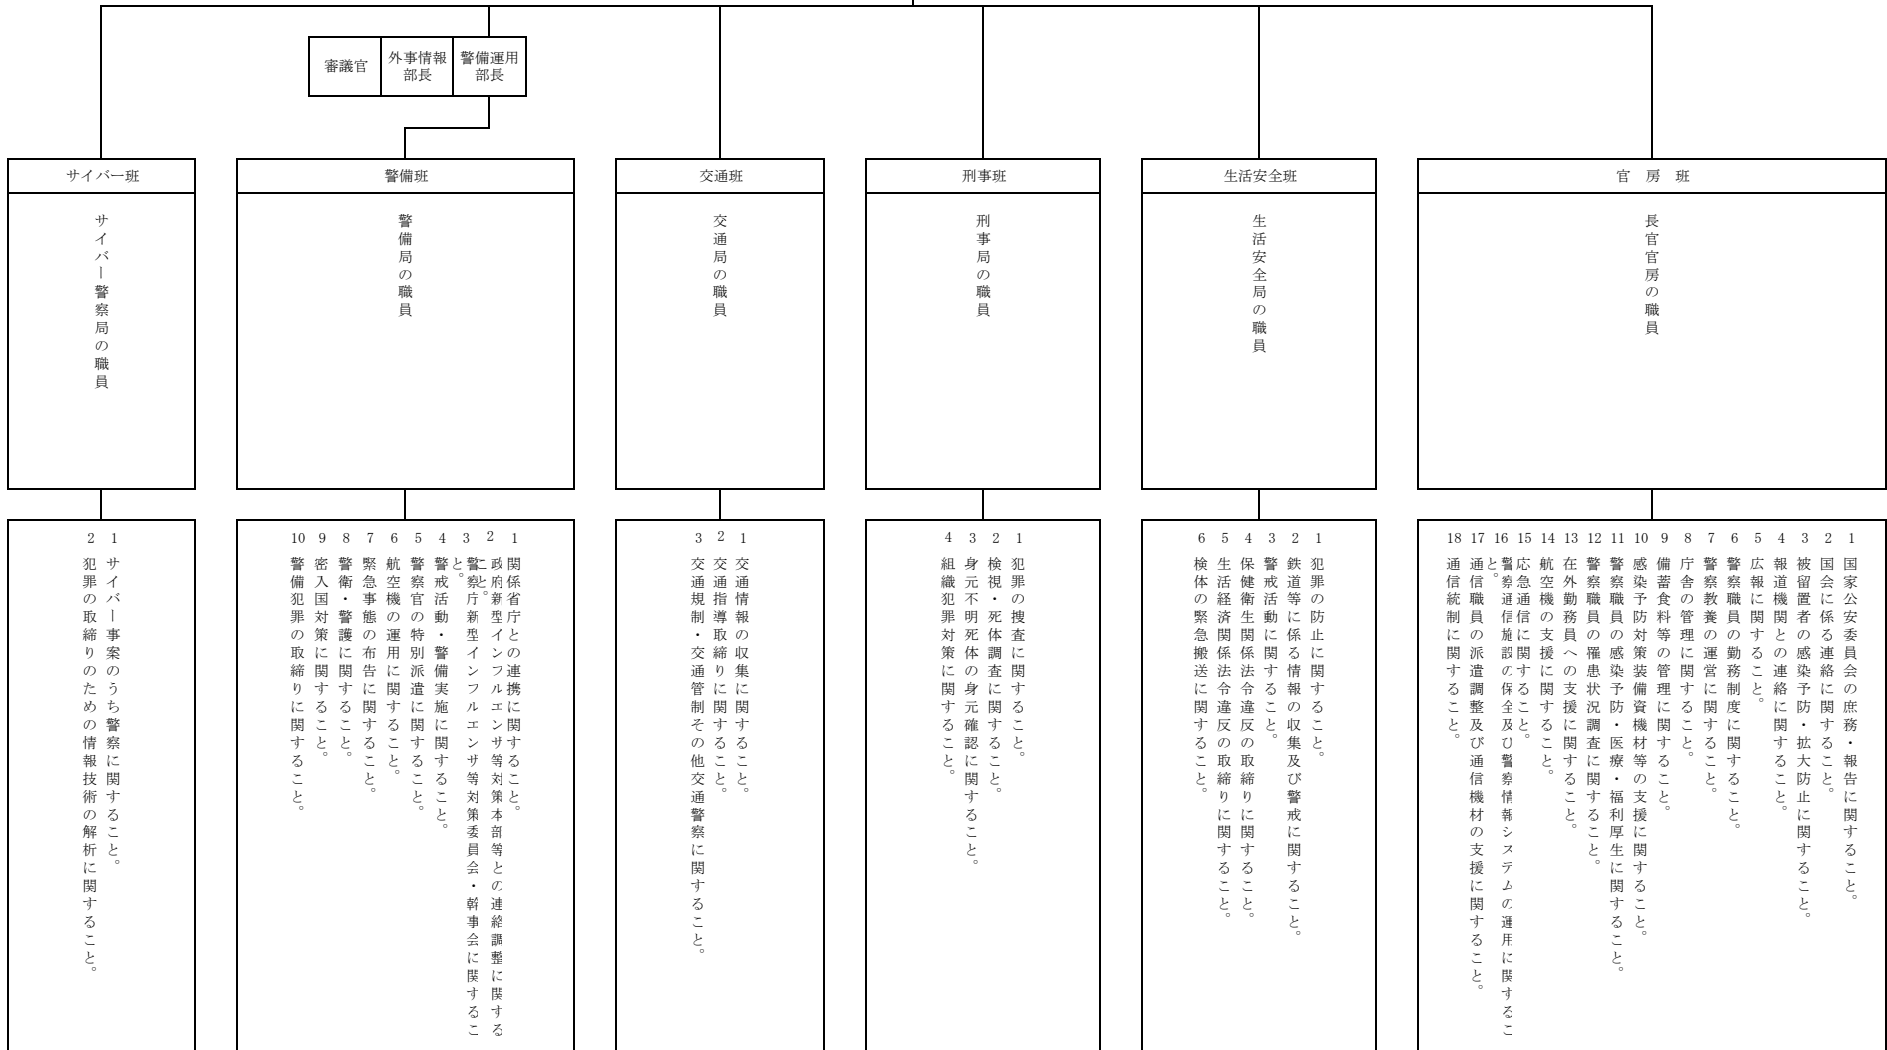 警備運用
部長
外事情報
部長
審議官
官　房　班
長官官房の職員
1　国家公安委員会の庶務・報告に関すること。
2　国会に係る連絡に関すること。
3　被留置者の感染予防・拡大防止に関すること。
4　報道機関との連絡に関すること。
5　広報に関すること。
6　警察職員の勤務制度に関すること。
7　警察教養の運営に関すること。
8　庁舎の管理に関すること。
9　備蓄食料等の管理に関すること。
10　感染予防対策装備資機材等の支援に関すること。
11　警察職員の感染予防・医療・福利厚生に関すること。
12　警察職員の罹患状況調査に関すること。
13　在外勤務員への支援に関すること。
14　航空機の支援に関すること。
15　応急通信に関すること。
16　警察通信施設の保全及び警察情報システムの運用に関するこ
と。
17　通信職員の派遣調整及び通信機材の支援に関すること。
18　通信統制に関すること。
生活安全班
生活安全局の職員
1　犯罪の防止に関すること。
2　鉄道等に係る情報の収集及び警戒に関すること。
3　警戒活動に関すること。
4　保健衛生関係法令違反の取締りに関すること。
5　生活経済関係法令違反の取締りに関すること。
6　検体の緊急搬送に関すること。
刑事班
刑事局の職員
1　犯罪の捜査に関すること。
2　検視・死体調査に関すること。
3　身元不明死体の身元確認に関すること。
4　組織犯罪対策に関すること。
交通班
交通局の職員
1　交通情報の収集に関すること。
2　交通指導取締りに関すること。
3　交通規制・交通管制その他交通警察に関すること。
警備班
警備局の職員
1　関係省庁との連携に関すること。
2　政府新型インフルエンザ等対策本部等との連絡調整に関する
こと。
3　警察庁新型インフルエンザ等対策委員会・幹事会に関するこ
と。
4　警戒活動・警備実施に関すること。
5　警察官の特別派遣に関すること。
6　航空機の運用に関すること。
7　緊急事態の布告に関すること。
8　警衛・警護に関すること。
9　密入国対策に関すること。
10　警備犯罪の取締りに関すること。
サイバー班
サイバー警察局の職員
1　サイバー事案のうち警察に関すること。
2　犯罪の取締りのための情報技術の解析に関すること。